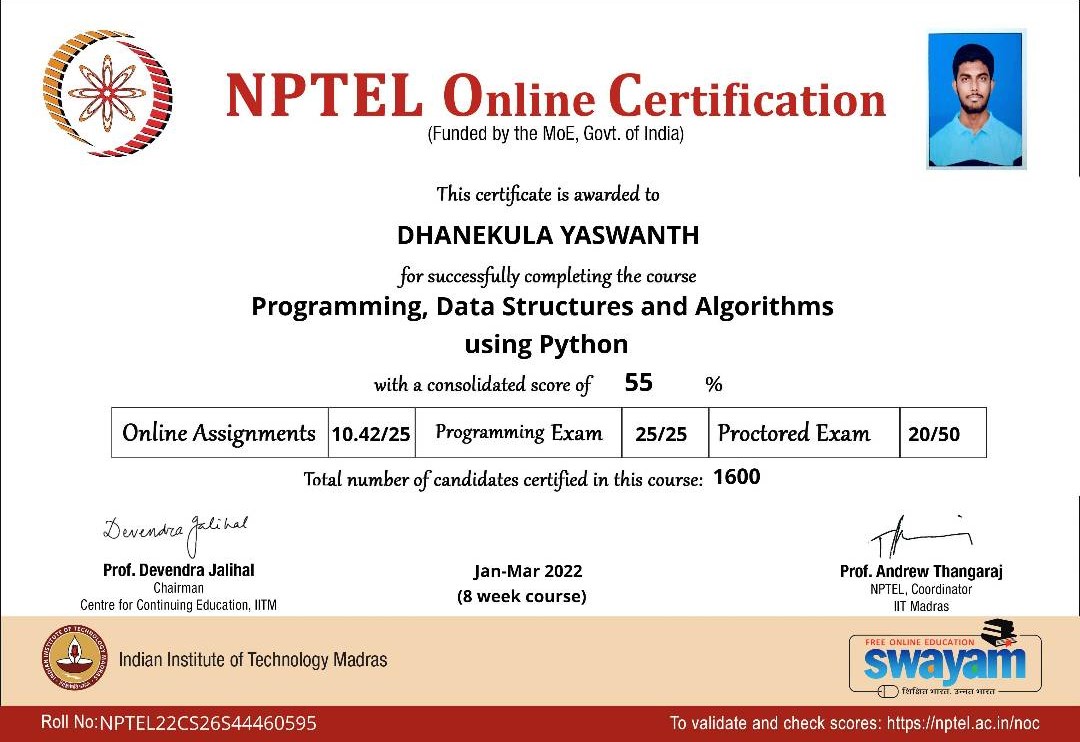 NPTEL Online Certification
(Funded by the MoE, Govt. of India)
This certificate is awarded to
DHANEKULA YASWANTH
for successfully completing the course
Programming, Data Structures and Algorithms
using Python
with a consolidated score of 55 %
Online Assignments 10.42/25 Programming Exam 25/25 Proctored Exam 20/50
Total number of candidates certified in this course: 1600
Devendra Jalihal
Prof. Devendra Jalihal
Chairman
Centre for Continuing Education, IITM
Jan-Mar 2022
(8 week course)
Prof. Andrew Thangaraj
NPTEL, Coordinator
IIT Madras
INDIAN INSTITUTE OF TECHNOLOGY MADRAS
Indian Institute of Technology Madras
FREE ONLINE EDUCATION
swayam
शिक्षित भारत, उन्नत भारत
Roll No: NPTEL22CS26S44460595
To validate and check scores: https://nptel.ac.in/noc